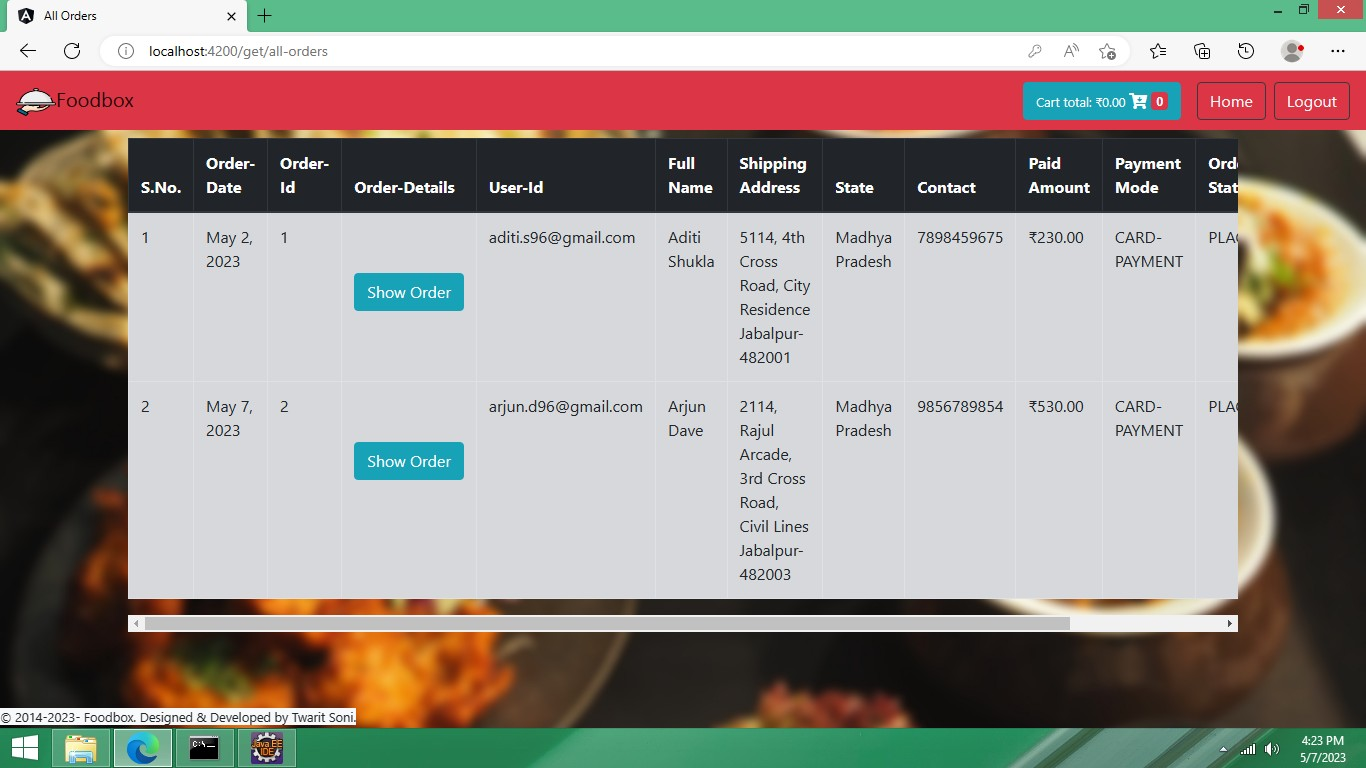 All Orders
localhost:4200/get/all-orders
Foodbox
Cart total: ₹0.00 0
Home
Logout
S.No. Order-Date Order-Id Order-Details User-Id Full Name Shipping Address State Contact Paid Amount Payment Mode
1 May 2, 2023 1 Show Order aditi.s96@gmail.com Aditi Shukla 5114, 4th Cross Road, City Residence Jabalpur-482001 Madhya Pradesh 7898459675 ₹230.00 CARD-PAYMENT
2 May 7, 2023 2 Show Order arjun.d96@gmail.com Arjun Dave 2114, Rajul Arcade, 3rd Cross Road, Civil Lines Jabalpur-482003 Madhya Pradesh 9856789854 ₹530.00 CARD-PAYMENT
© 2014-2023- Foodbox. Designed & Developed by Twarit Soni.
Java EE
IDE
4:23 PM
5/7/2023